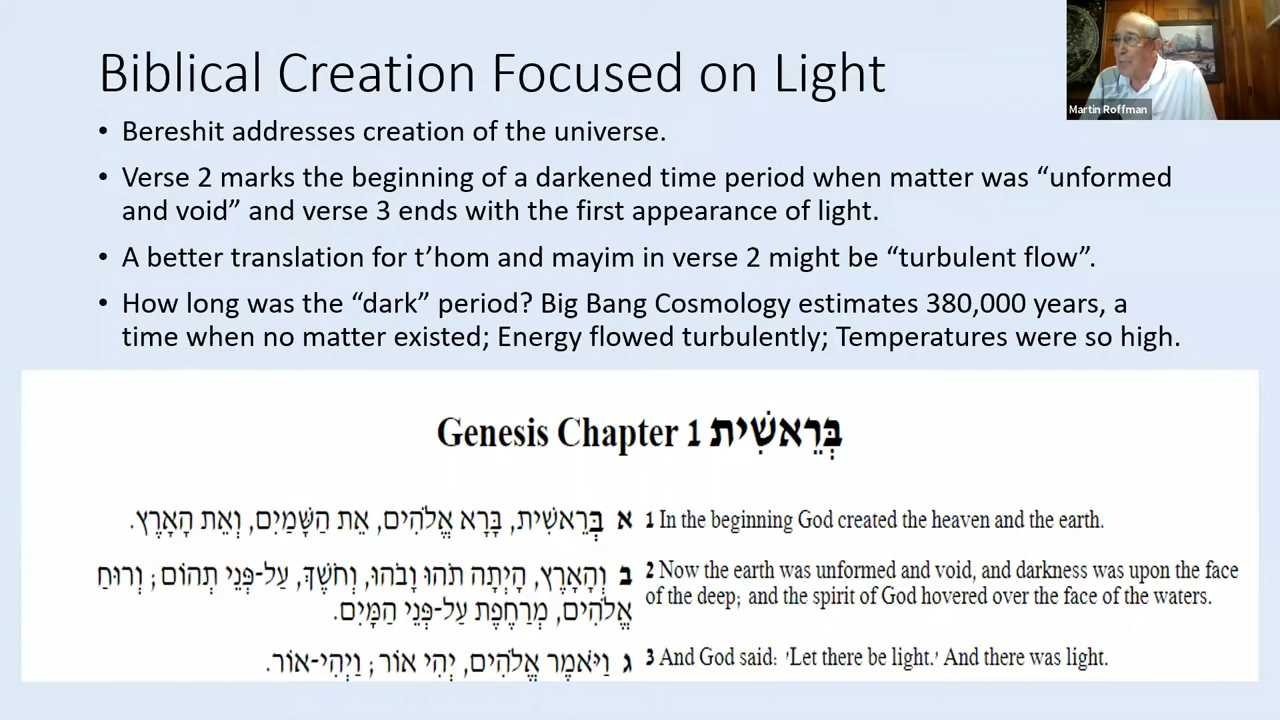 Biblical Creation Focused on Light
Martin Roffman
• Bereshit addresses creation of the universe.
• Verse 2 marks the beginning of a darkened time period when matter was “unformed
and void” and verse 3 ends with the first appearance of light.
• A better translation for t’hom and mayim in verse 2 might be “turbulent flow”.
• How long was the “dark” period? Big Bang Cosmology estimates 380,000 years, a
time when no matter existed; Energy flowed turbulently; Temperatures were so high.
Genesis Chapter 1 בְּרֵאשִׁית
א בְּרֵאשִׁית, בָּרָא אֱלֹהִים, אֵת הַשָּׁמַיִם, וְאֵת הָאָרֶץ.
1 In the beginning God created the heaven and the earth.
ב וְהָאָרֶץ, הָיְתָה תֹהוּ וָבֹהוּ, וְחֹשֶׁךְ, עַל-פְּנֵי תְהוֹם; וְרוּחַ
אֱלֹהִים, מְרַחֶפֶת עַל-פְּנֵי הַמָּיִם.
2 Now the earth was unformed and void, and darkness was upon the face
of the deep; and the spirit of God hovered over the face of the waters.
ג וַיֹּאמֶר אֱלֹהִים, יְהִי אוֹר; וַיְהִי-אוֹר.
3 And God said: 'Let there be light.' And there was light.